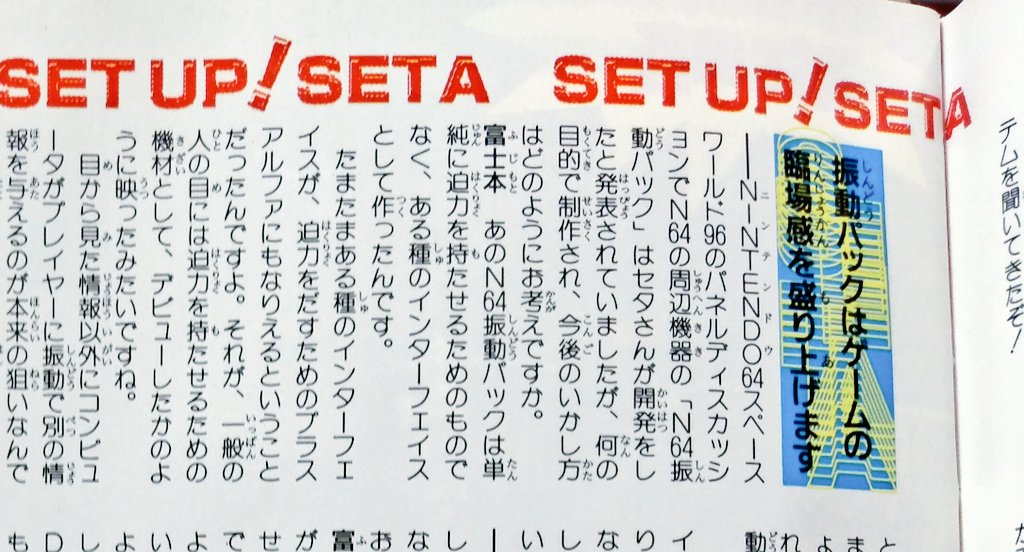 SET UP! SETA SET UP! SETA
テムを聞いてきたぞ！
振動パックはゲームの
臨場感を盛り上げます
——NINTENDO64スペース
ワールド96のパネルディスカッシ
ョンでN64の周辺機器の「N64振
動パック」はセタさんが開発をし
たと発表されていましたが、何の
目的で制作され、今後のいかし方
はどのようにお考えですか。
富士本　あのN64振動パックは単
純に迫力を持たせるためのもので
なく、ある種のインターフェイス
として作ったんです。
　たまたまある種のインターフェ
イスが、迫力をだすためのプラス
アルファにもなりえるということ
だったんですよ。それが、一般の
人の目には迫力を持たせるための
機材として、デビューしたかのよ
うに映ったみたいですね。
　目から見た情報以外にコンピュ
ータがプレイヤーに振動で別の情
報を与えるのが本来の狙いなんで